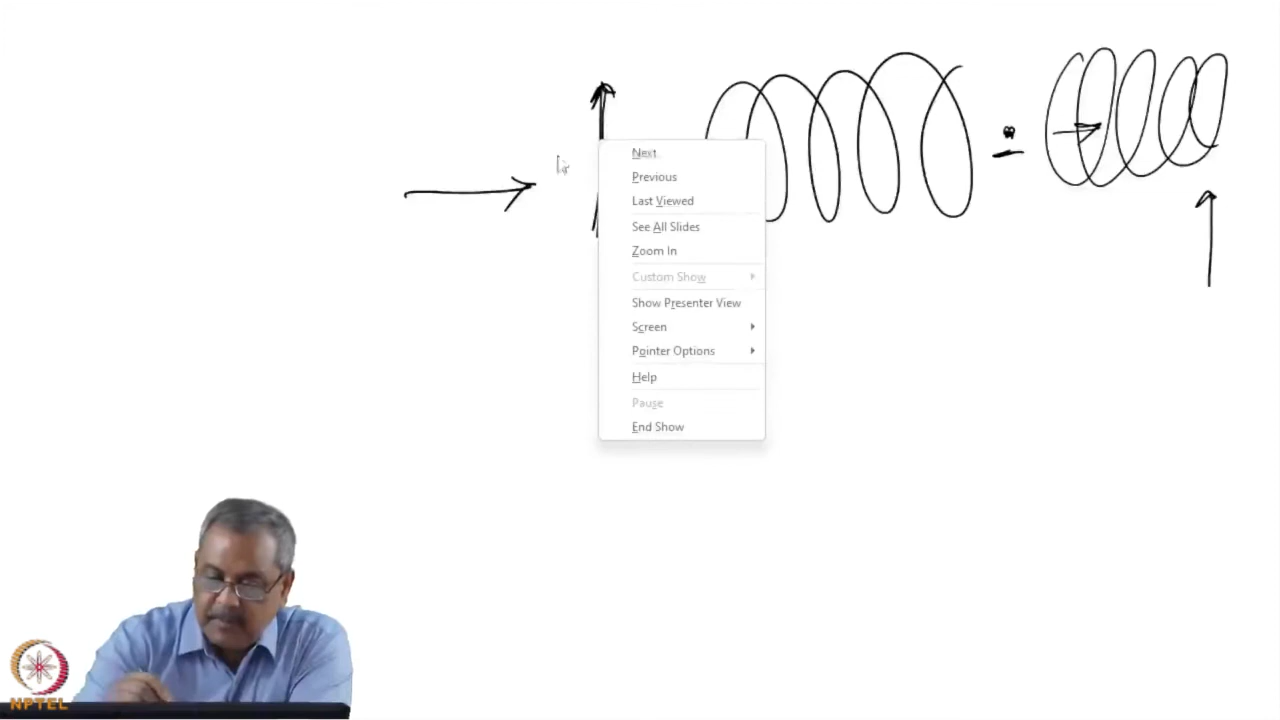 Next
Previous
Last Viewed
See All Slides
Zoom In
Custom Show
Show Presenter View
Screen
Pointer Options
Help
Pause
End Show
NPTEL